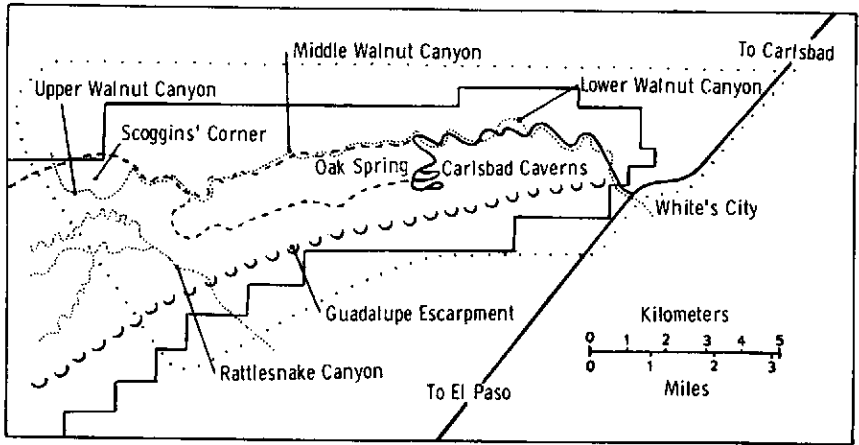 Middle Walnut Canyon
To Carlsbad
Upper Walnut Canyon
Lower Walnut Canyon
Scoggins' Corner
Oak Spring
Carlsbad Caverns
White's City
Guadalupe Escarpment
Kilometers
0 1 2 3 4 5
0 1 2 3
Miles
Rattlesnake Canyon
To El Paso